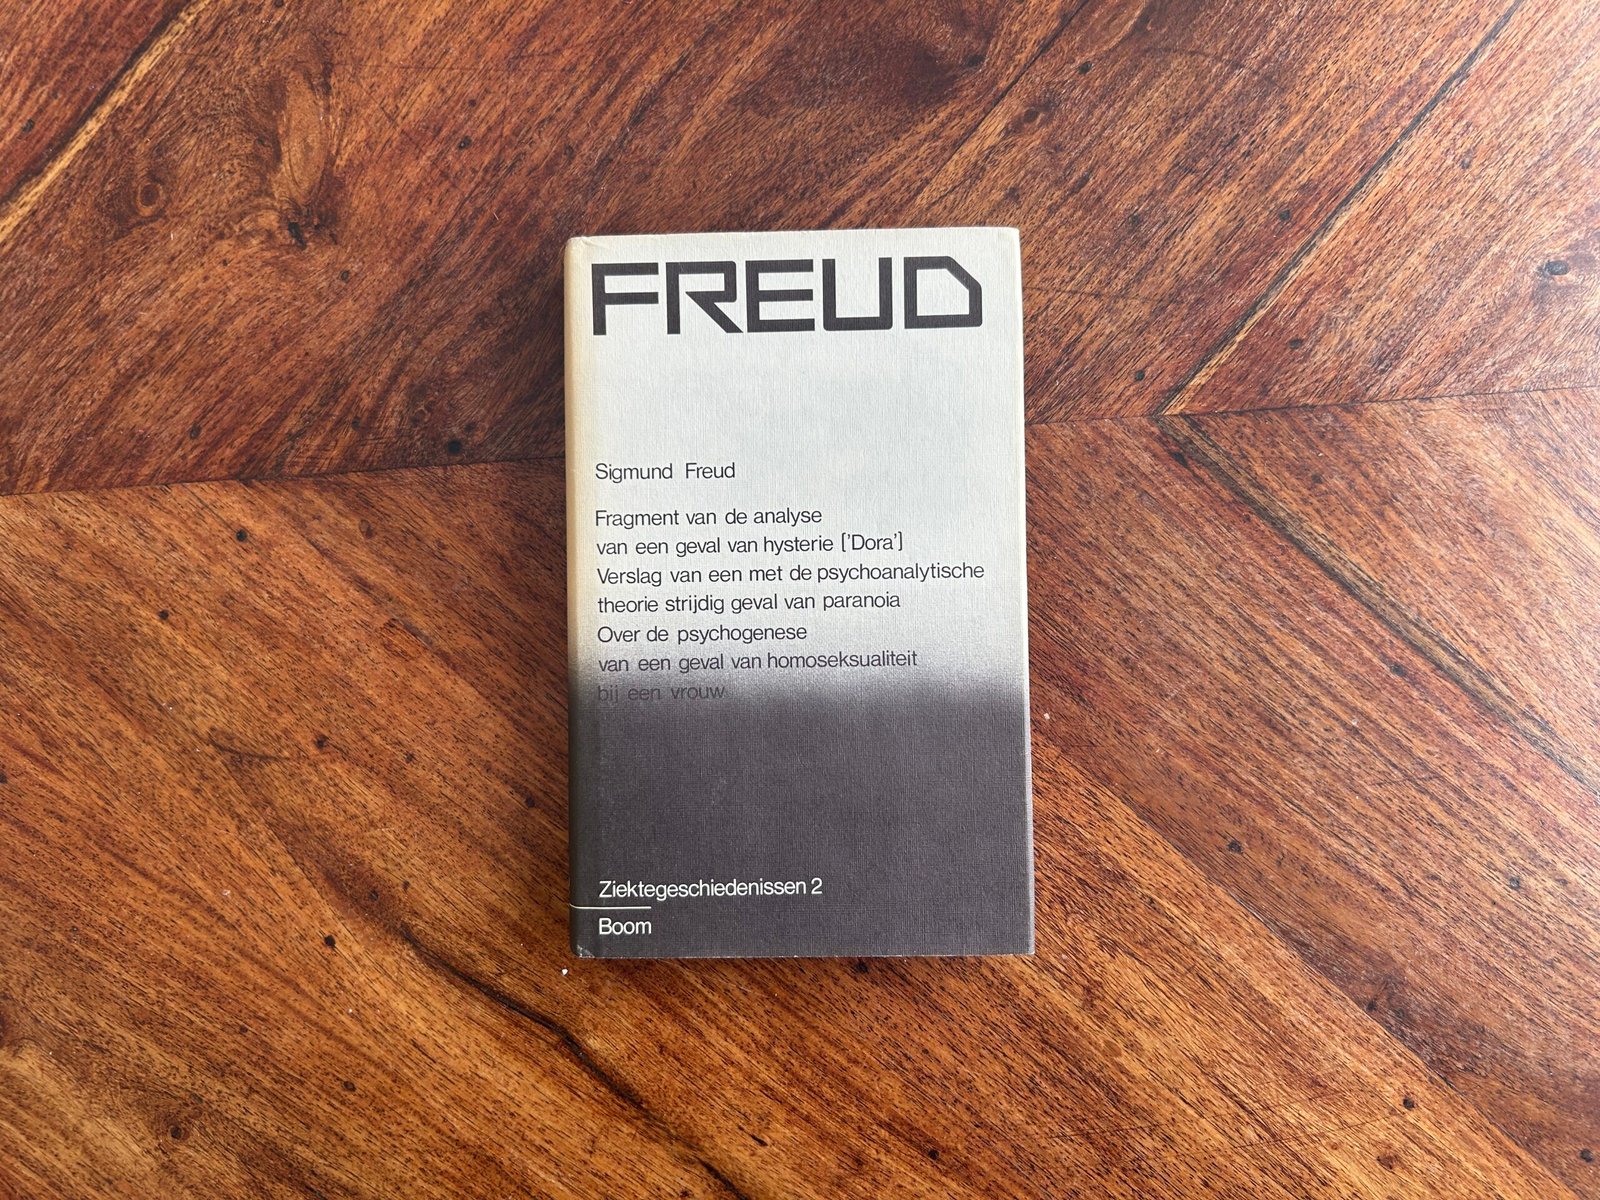 FREUD
Sigmund Freud
Fragment van de analyse
van een geval van hysterie ['Dora']
Verslag van een met de psychoanalytische
theorie strijdig geval van paranoia
Over de psychogenese
van een geval van homoseksualiteit
bij een vrouw
Ziektegeschiedenissen 2
Boom